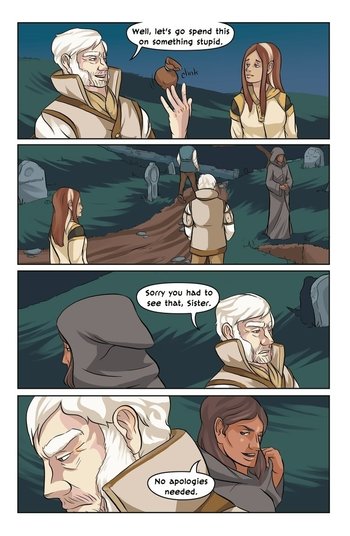 Well, let's go spend this
on something stupid.
clink
Sorry you had to
see that, Sister.
No apologies
needed.